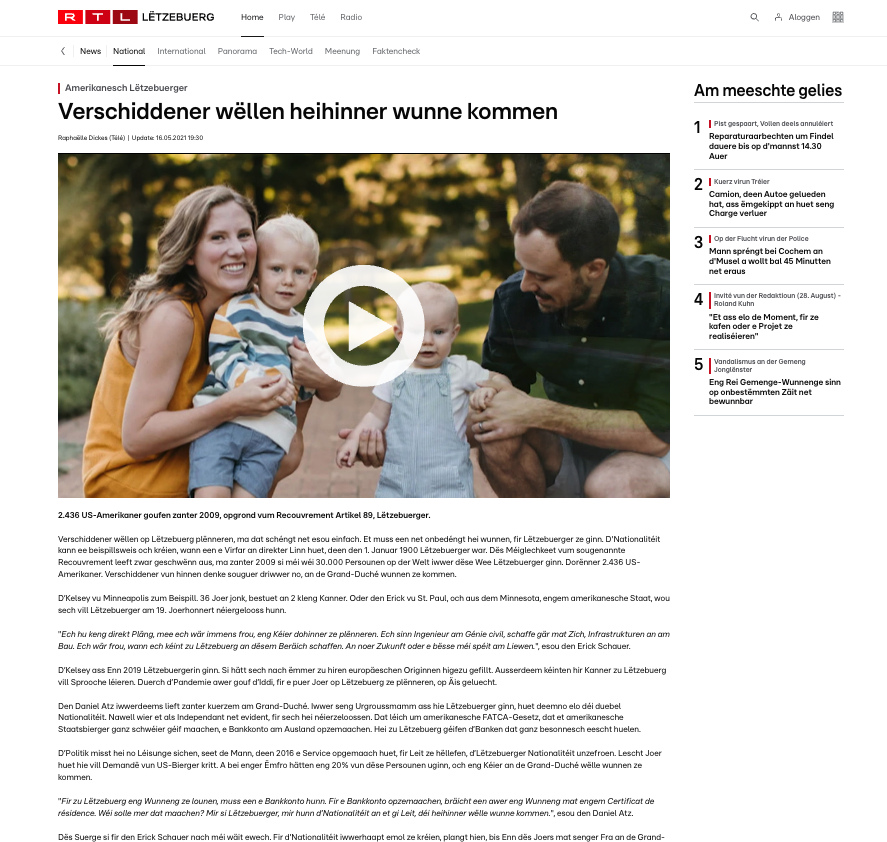 RTL LËTZEBUERG
Home Play Télé Radio
Aloggen
News National International Panorama Tech-World Meenung Faktencheck
Amerikanesch Lëtzebuerger
Verschiddener wëllen heihinner wunne kommen
Raphaëlle Dickes (Télé) | Update: 16.05.2021 19:30
2.436 US-Amerikaner goufen zanter 2009, opgrond vum Recouvrement Artikel 89, Lëtzebuerger.
Verschiddener wëllen op Lëtzebuerg plënneren, ma dat schéngt net esou einfach. Et muss een net onbedéngt hei wunnen, fir Lëtzebuerger ze ginn. D'Nationalitéit
kann ee beispillsweis och kréien, wann een e Virfar an direkter Linn huet, deen den 1. Januar 1900 Lëtzebuerger war. Dës Méiglechkeet vum sougenannte
Recouvrement leeft zwar geschwënn aus, ma zanter 2009 si méi wéi 30.000 Persounen op der Welt iwwer dëse Wee Lëtzebuerger ginn. Dorënner 2.436 US-
Amerikaner. Verschiddener vun hinnen denke souguer driwwer no, an de Grand-Duché wunnen ze kommen.
D'Kelsey vu Minneapolis zum Beispill. 36 Joer jonk, bestuet an 2 kleng Kanner. Oder den Erick vu St. Paul, och aus dem Minnesota, engem amerikanesche Staat, wou
sech vill Lëtzebuerger am 19. Joerhonnert néiergelooss hunn.
"Ech hu keng direkt Pläng, mee ech wär immens frou, eng Kéier dohinner ze plënneren. Ech sinn Ingenieur am Génie civil, schaffe gär mat Zich, Infrastrukturen an am
Bau. Ech wär frou, wann ech kéint zu Lëtzebuerg an dësem Beräich schaffen. An noer Zukunft oder e bësse méi spéit am Liewen.", esou den Erick Schauer.
D'Kelsey ass Enn 2019 Lëtzebuergerin ginn. Si hätt sech nach ëmmer zu hiren europäeschen Originnen higezu gefillt. Ausserdeem kéinten hir Kanner zu Lëtzebuerg
vill Sprooche léieren. Duerch d'Pandemie awer gouf d'Iddi, fir e puer Joer op Lëtzebuerg ze plënneren, op Äis geluecht.
Den Daniel Atz iwwerdeems lieft zanter kuerzem am Grand-Duché. Iwwer seng Urgroussmamm ass hie Lëtzebuerger ginn, huet deemno elo déi duebel
Nationalitéit. Nawell wier et als Independant net evident, fir sech hei néierzeloossen. Dat léich um amerikanesche FATCA-Gesetz, dat et amerikanesche
Staatsbierger ganz schwéier géif maachen, e Bankkonto am Ausland opzemaachen. Hei zu Lëtzebuerg géifen d'Banken dat ganz besonnesch eescht huelen.
D'Politik misst hei no Léisunge sichen, seet de Mann, deen 2016 e Service opgemaach huet, fir Leit ze hëllefen, d'Lëtzebuerger Nationalitéit unzefroen. Lescht Joer
huet hie vill Demandë vun US-Bierger kritt. A bei enger Ëmfro hätten eng 20% vun dëse Persounen uginn, och eng Kéier an de Grand-Duché wëlle wunnen ze
kommen.
"Fir zu Lëtzebuerg eng Wunneng ze lounen, muss een e Bankkonto hunn. Fir e Bankkonto opzemaachen, bräicht een awer eng Wunneng mat engem Certificat de
résidence. Wéi solle mer dat maachen? Mir si Lëtzebuerger, mir hunn d'Nationalitéit an et gi Leit, déi heihinner wëlle wunne kommen.", esou den Daniel Atz.
Dës Suerge si fir den Erick Schauer nach méi wäit ewech. Fir d'Nationalitéit iwwerhaapt emol ze kréien, plangt hien, bis Enn dës Joers mat senger Fra an de Grand-
Am meeschte gelies
1
Pist gespaart, Vollen deels annuléiert
Reparaturaarbechten um Findel
dauere bis op d'mannst 14.30
Auer
2
Kuerz virun Tréier
Camion, deen Autoe gelueden
hat, ass ëmgekippt an huet seng
Charge verluer
3
Op der Flucht virun der Police
Mann spréngt bei Cochem an
d'Musel a wollt bal 45 Minutten
net eraus
4
Invité vun der Redaktioun (28. August) -
Roland Kuhn
"Et ass elo de Moment, fir ze
kafen oder e Projet ze
realiséieren"
5
Vandalismus an der Gemeng
Jonglënster
Eng Rei Gemenge-Wunnenge sinn
op onbestëmmten Zäit net
bewunnbar